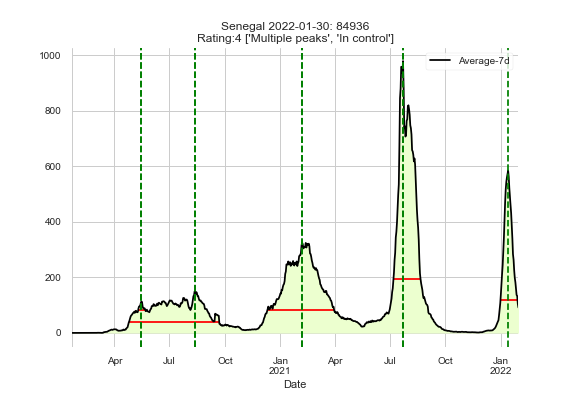 Senegal 2022-01-30: 84936
Rating:4 ['Multiple peaks', 'In control']
1000
800
600
400
200
0
Average-7d
Apr
Jul
Oct
Jan
2021
Apr
Jul
Oct
Jan
2022
Date